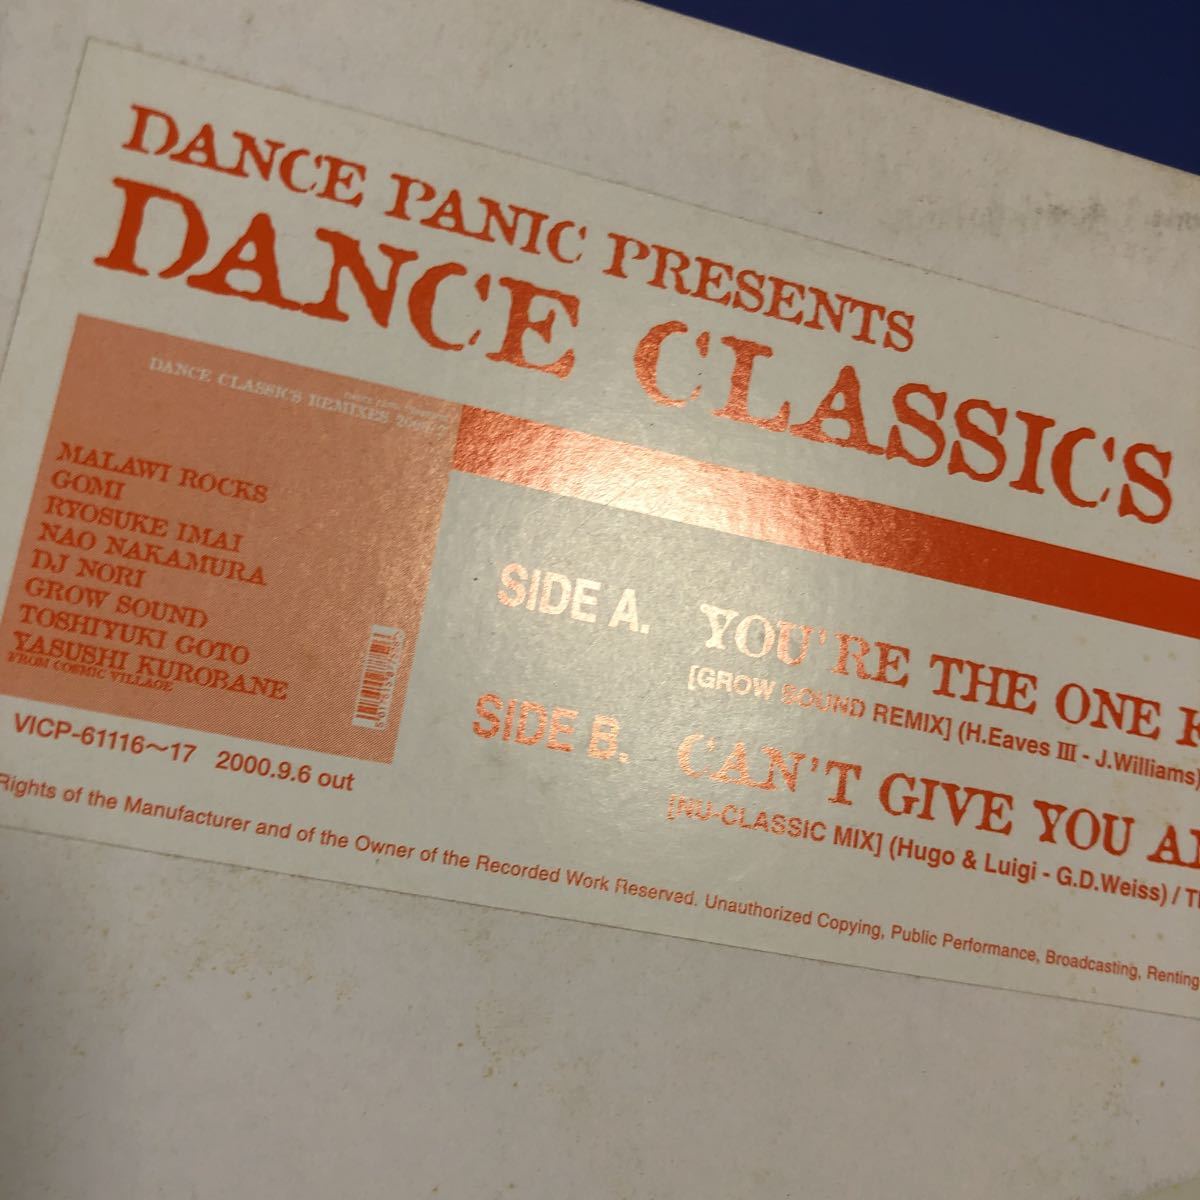 DANCE PANIC PRESENTS
DANCE CLASSICS
DANCE CLASSICS REMIXES
MALAWI ROCKS
GOMI
RYOSUKE IMAI
NAO NAKAMURA
DJ NORI
GROW SOUND
TOSHIYUKI GOTO
YASUSHI KUROBANE
FROM COSMIC VILLAGE
VICP-61116～17 2000.9.6 out
SIDE A. YOU'RE THE ONE F
[GROW SOUND REMIX] (H.Eaves III - J.Williams)
SIDE B. CAN'T GIVE YOU A
[NU-CLASSIC MIX] (Hugo & Luigi - G.D.Weiss) / T
Rights of the Manufacturer and of the Owner of the Recorded Work Reserved. Unauthorized Copying, Public Performance, Broadcasting, Renting